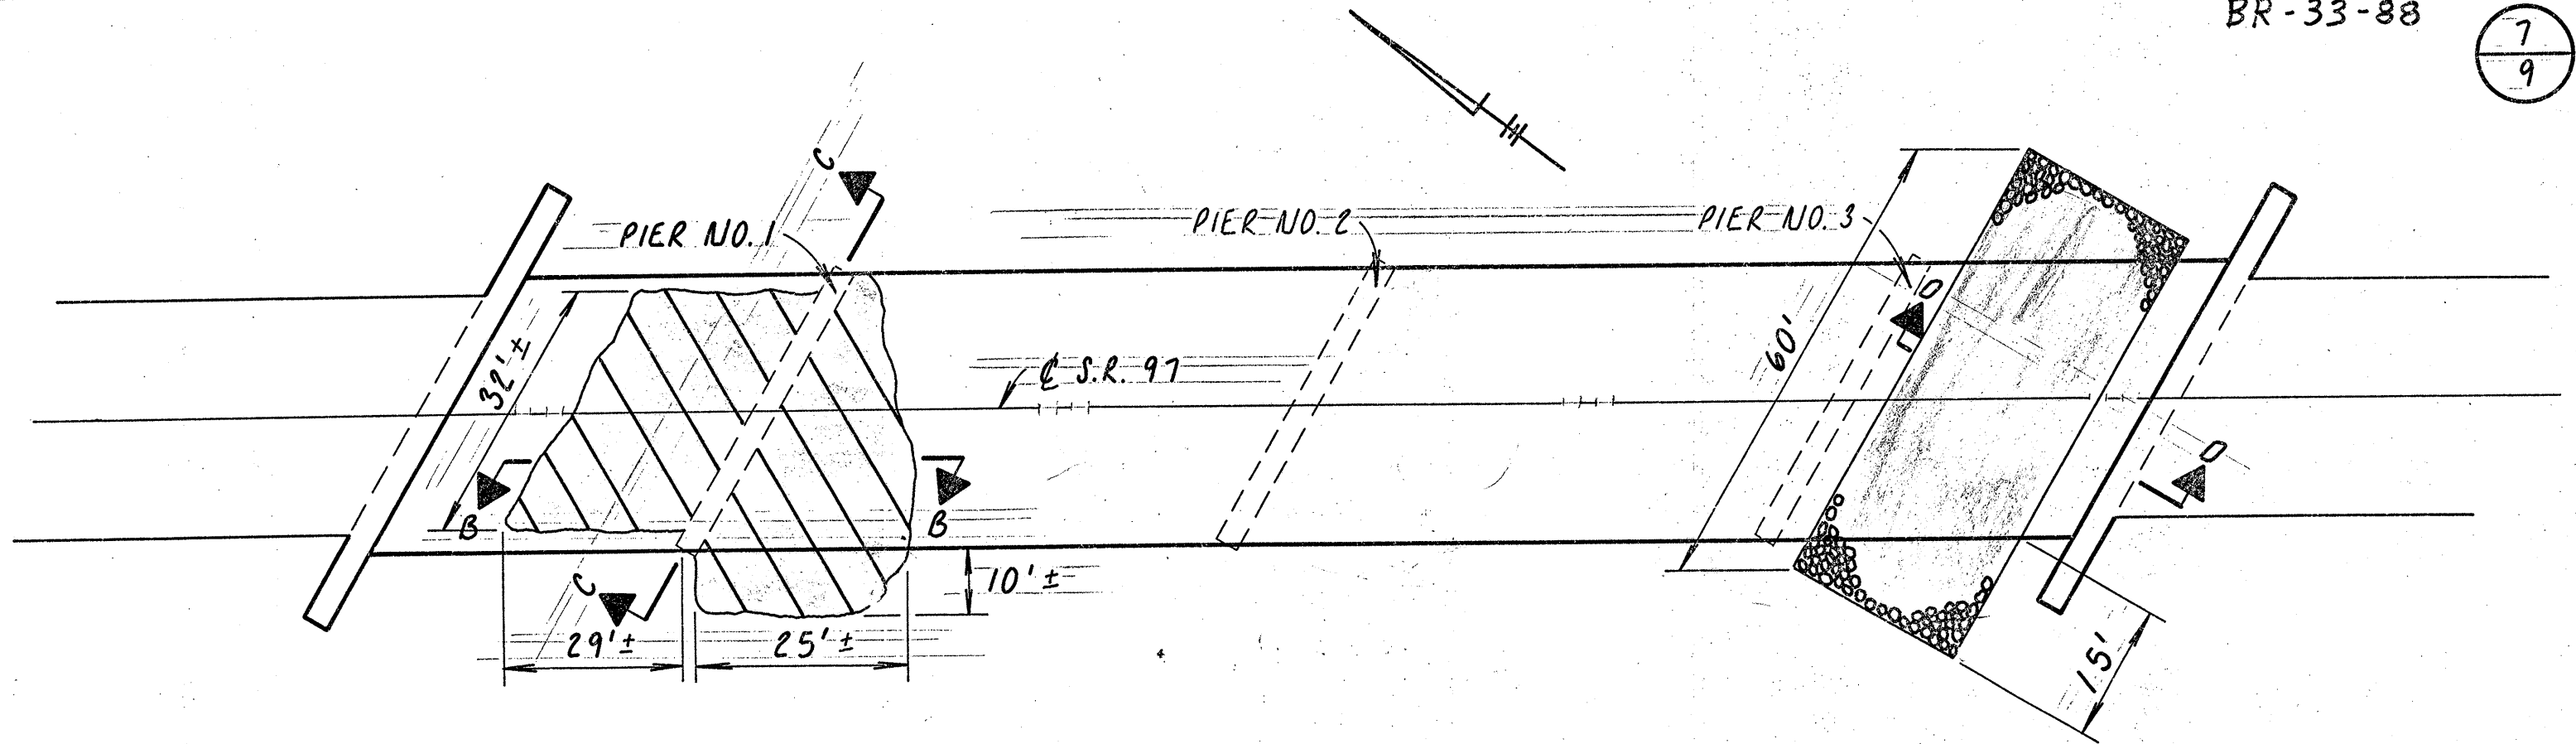 BR-33-88
7
9
C
PIER NO. 1
PIER NO. 2
PIER NO. 3
D
60'
32'±
℄ S.R. 97
B
B
D
C
10'±
29'±
25'±
15'